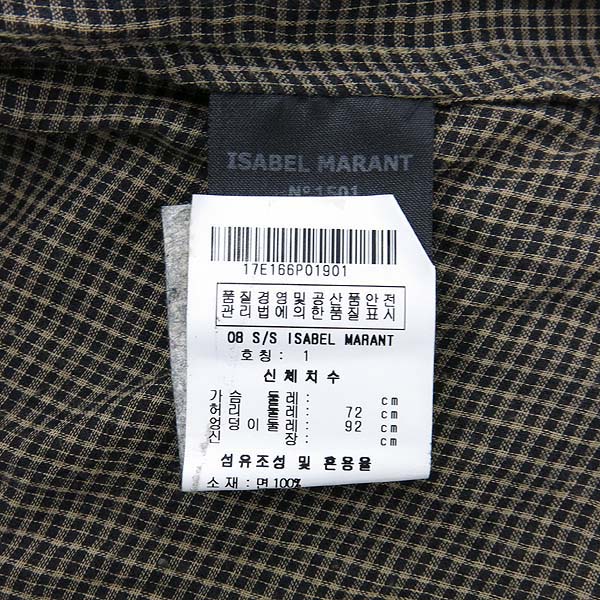 ISABEL MARANT
Nº 1501
17E166P01901
품질경영및공산품안전
관리법에의한품질표시
08 S/S ISABEL MARANT
호칭: 1
신체치수
가슴 둘레: cm
허리 둘레: 72 cm
엉덩이둘레: 92 cm
신 장: cm
섬유조성 및 혼용율
소재: 면100%